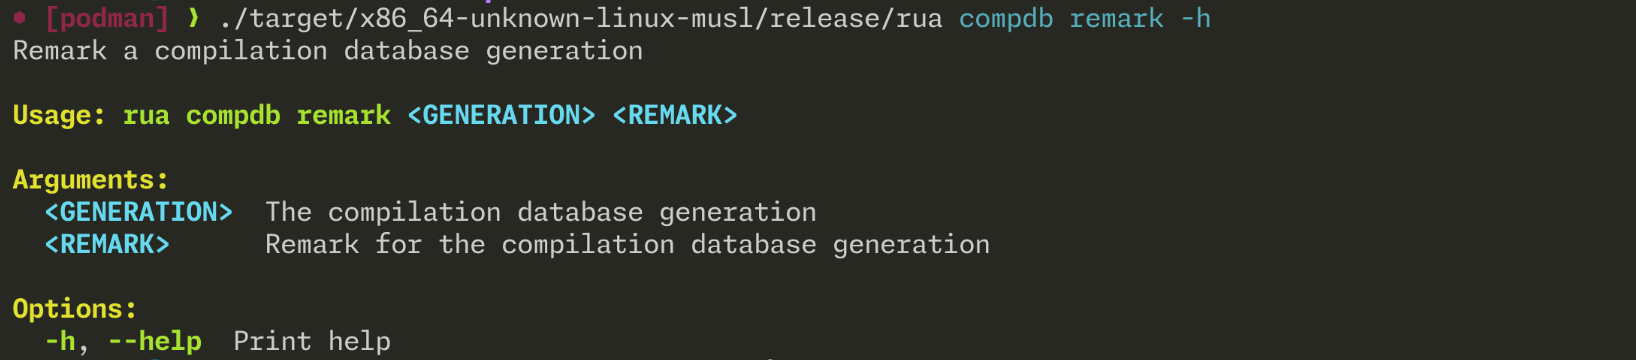 [podman] ❯ ./target/x86_64-unknown-linux-musl/release/rua compdb remark -h
Remark a compilation database generation
Usage: rua compdb remark <GENERATION> <REMARK>
Arguments:
<GENERATION> The compilation database generation
<REMARK> Remark for the compilation database generation
Options:
-h, --help Print help